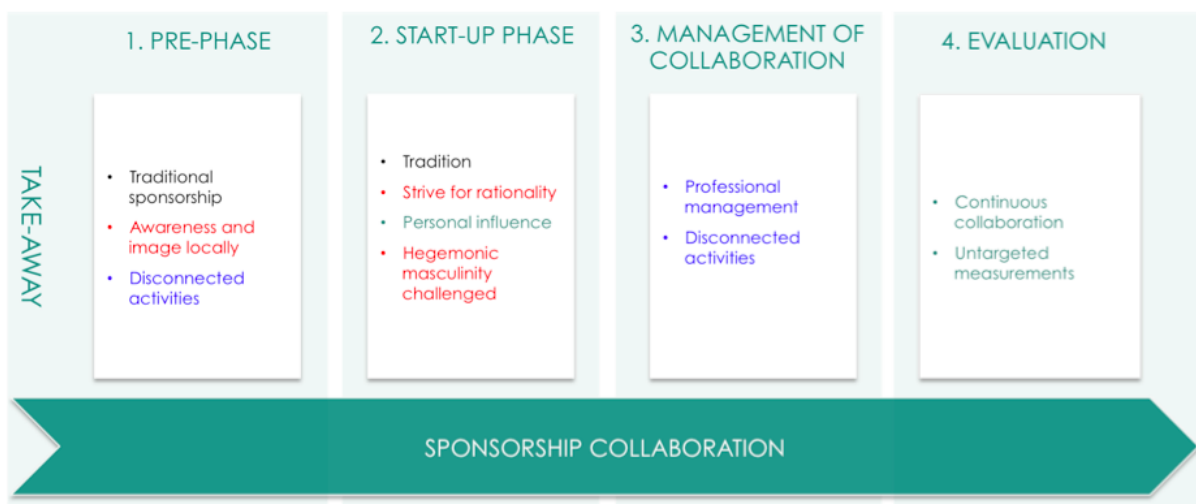 1. PRE-PHASE
2. START-UP PHASE
3. MANAGEMENT OF
COLLABORATION
4. EVALUATION
TAKE-AWAY
• Traditional
sponsorship
• Awareness and
image locally
• Disconnected
activities
• Tradition
• Strive for rationality
• Personal influence
• Hegemonic
masculinity
challenged
• Professional
management
• Disconnected
activities
• Continuous
collaboration
• Untargeted
measurements
SPONSORSHIP COLLABORATION